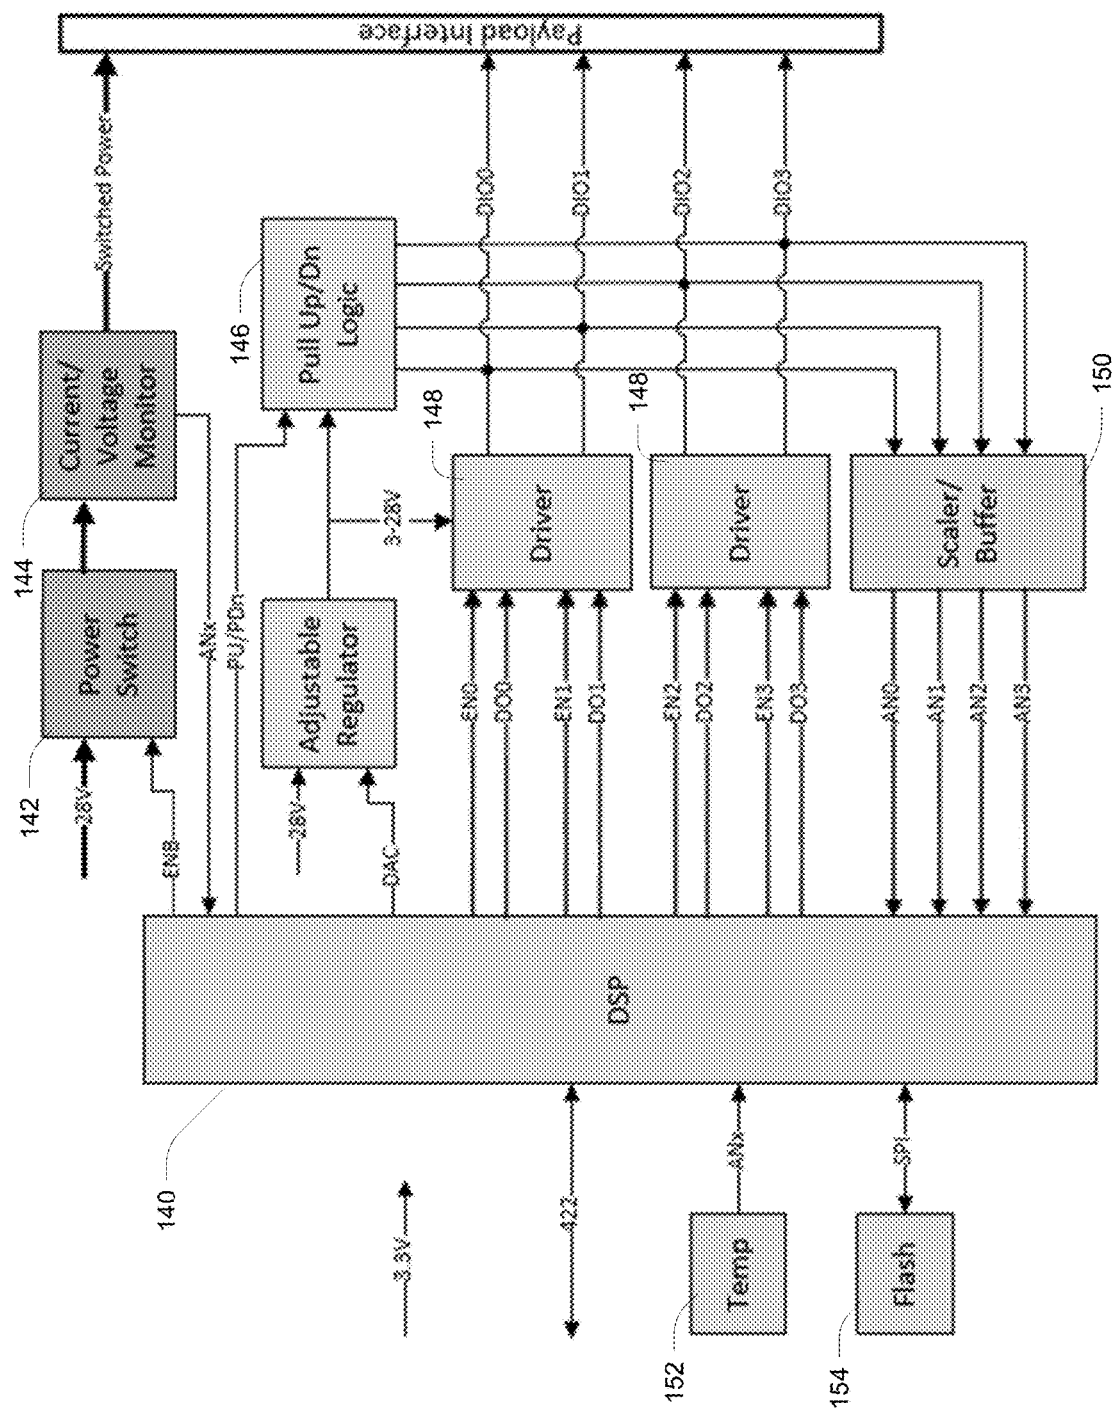 28V
142
Power
Switch
144
Current/
Voltage
Monitor
Switched Power
ENB
ANx
PU/PDn
140
28V
Adjustable
Regulator
DAC
146
Pull Up/Dn
Logic
3.3V
3-28V
148
Driver
EN0
DO0
EN1
DO1
DIO0
DIO1
422
DSP
148
Driver
EN2
DO2
EN3
DO3
DIO2
DIO3
Payload Interface
152
Temp
ANx
154
Flash
SPI
AN0
AN1
AN2
AN3
Scaler/
Buffer
150